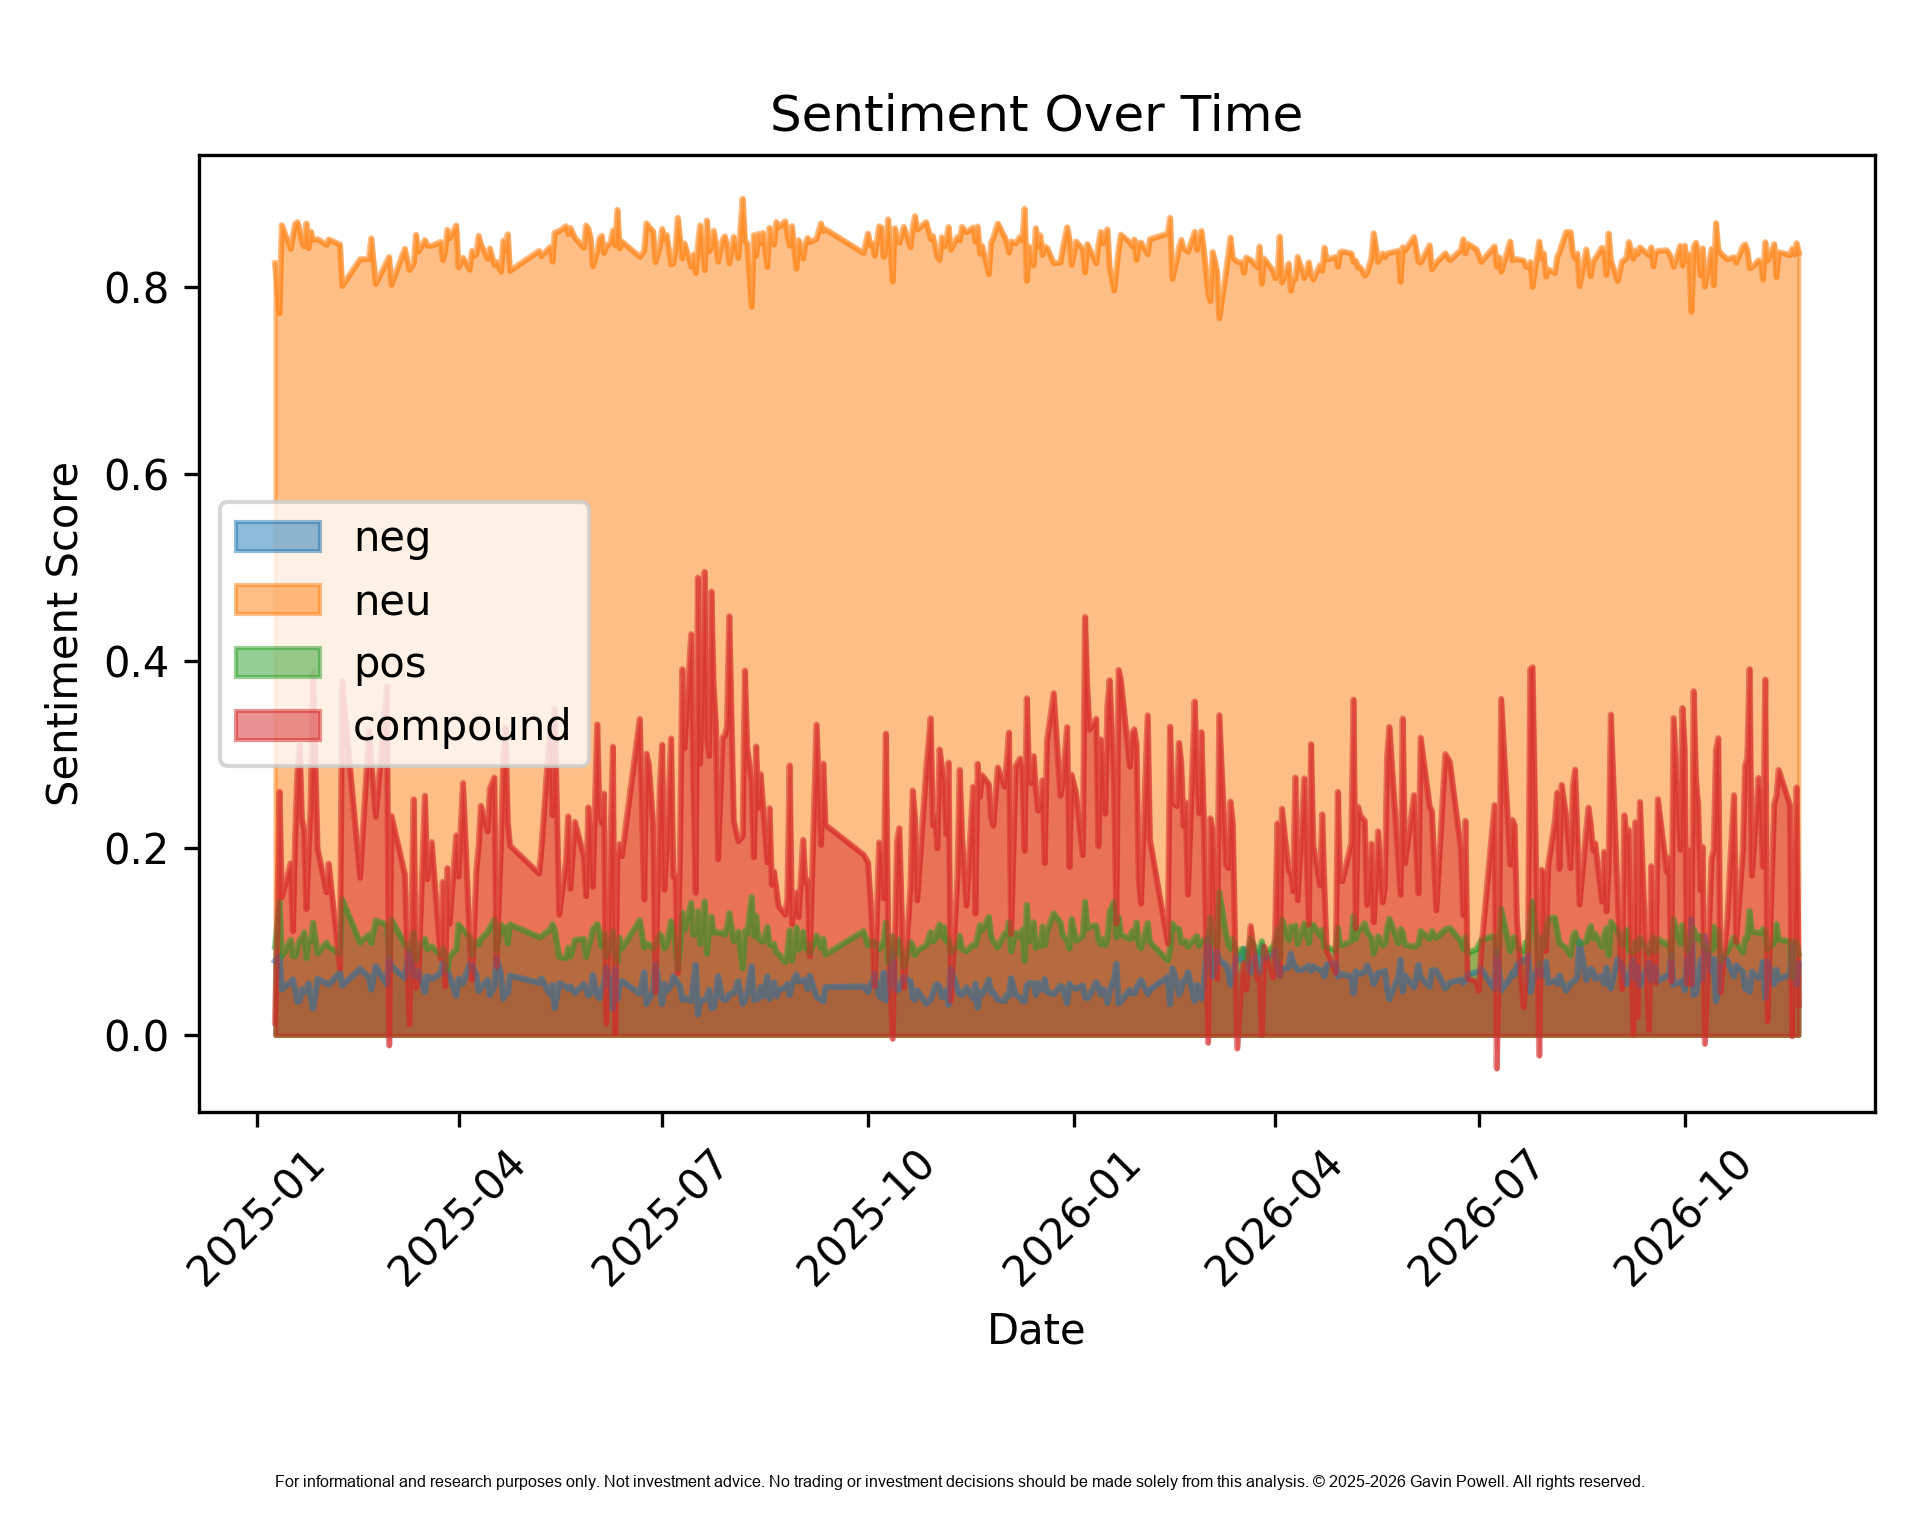 Sentiment Over Time
Sentiment Score
0.8
0.6
0.4
0.2
0.0
neg
neu
pos
compound
2025-01
2025-04
2025-07
2025-10
2026-01
2026-04
2026-07
2026-10
Date
For informational and research purposes only. Not investment advice. No trading or investment decisions should be made solely from this analysis. © 2025-2026 Gavin Powell. All rights reserved.